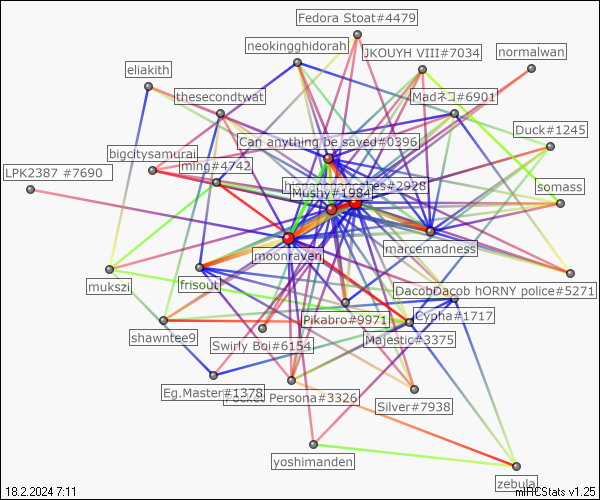 Fedora Stoat#4479
neokingghidorah
JKOUYH VIII#7034
normalwan
eliakith
thesecondtwat
Madネコ#6901
Can anything be saved#0396
Duck#1245
bigcitysamurai
ming#4742
LPK2387 #7690
#2928
Mushy#1984
somass
marcemadness
moonraven
mukszi
frisout
DacobDacob hORNY police#5271
Pikabro#9971
Cypha#1717
shawntee9
Swirly Boi#6154
Majestic#3375
Eg.Master#1378
Persona#3326
Silver#7938
yoshimanden
zebula
18.2.2024 7:11
mIRCStats v1.25